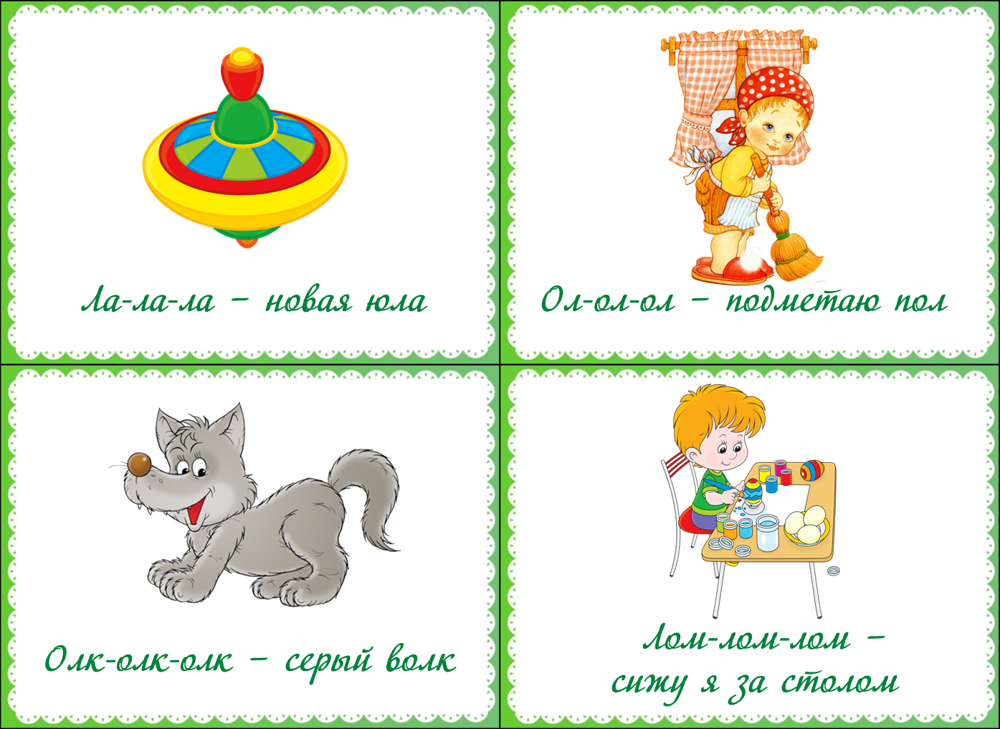 Ла-ла-ла – новая юла
Ол-ол-ол – подметаю пол
Олк-олк-олк – серый волк
Лом-лом-лом –
сижу я за столом